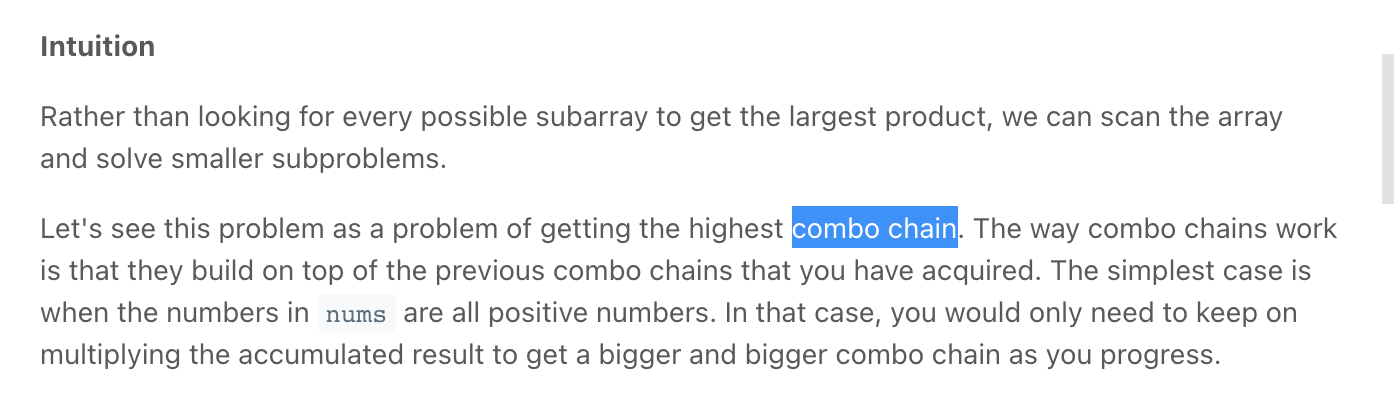 Intuition
Rather than looking for every possible subarray to get the largest product, we can scan the array
and solve smaller subproblems.
Let's see this problem as a problem of getting the highest combo chain. The way combo chains work
is that they build on top of the previous combo chains that you have acquired. The simplest case is
when the numbers in nums are all positive numbers. In that case, you would only need to keep on
multiplying the accumulated result to get a bigger and bigger combo chain as you progress.